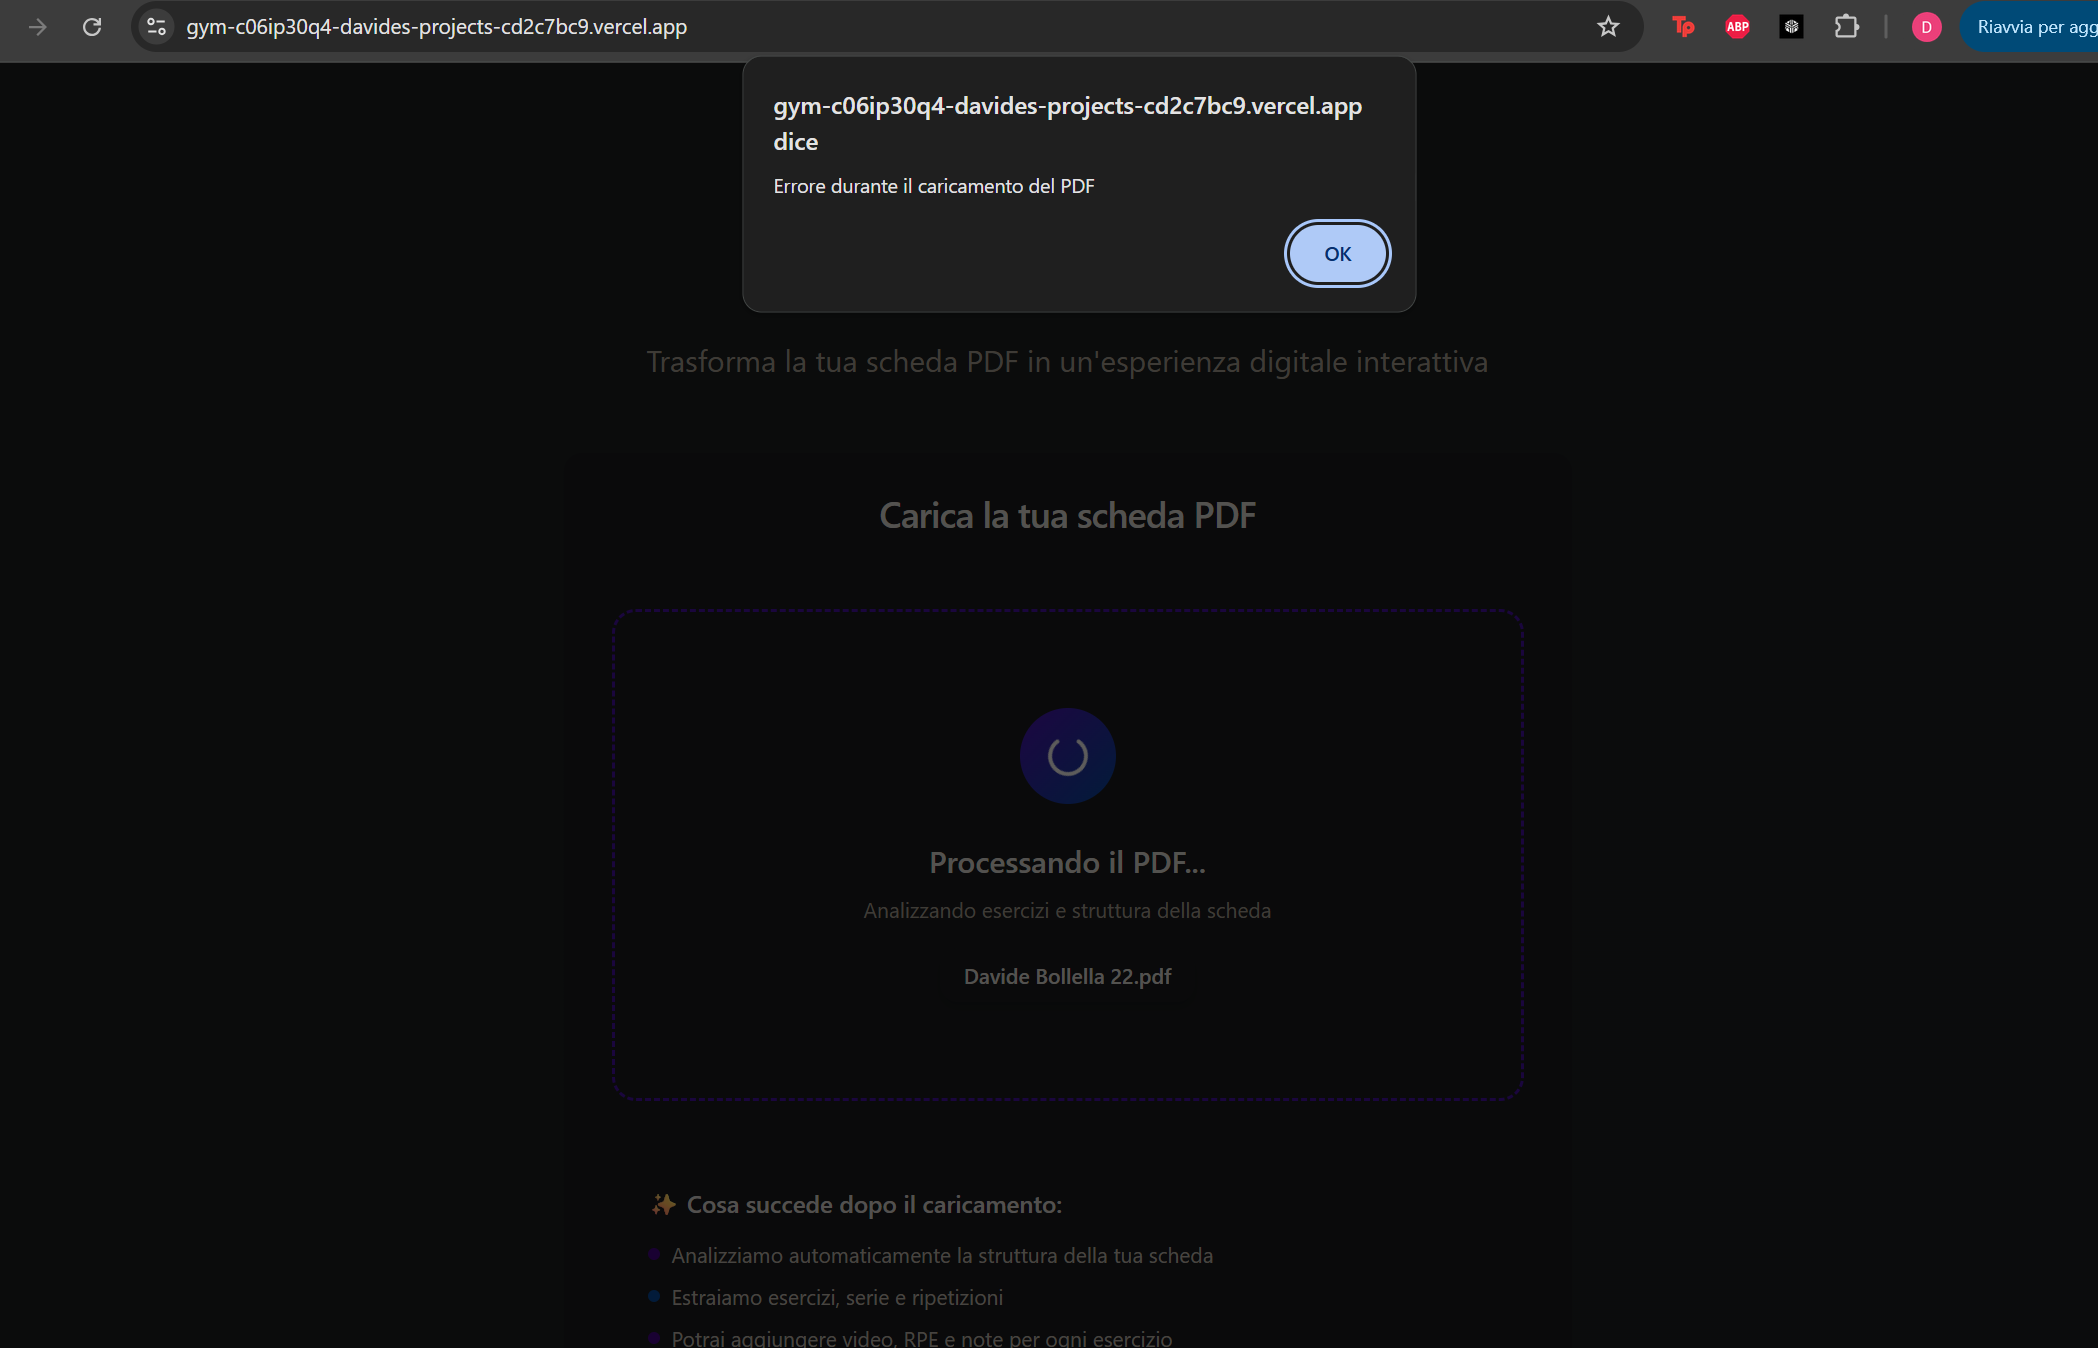 gym-c06ip30q4-davides-projects-cd2c7bc9.vercel.app
Tp
ABP
D
Riavvia per agg
gym-c06ip30q4-davides-projects-cd2c7bc9.vercel.app
dice
Errore durante il caricamento del PDF
OK
Trasforma la tua scheda PDF in un'esperienza digitale interattiva
Carica la tua scheda PDF
Processando il PDF...
Analizzando esercizi e struttura della scheda
Davide Bollella 22.pdf
✨ Cosa succede dopo il caricamento:
Analizziamo automaticamente la struttura della tua scheda
Estraiamo esercizi, serie e ripetizioni
Potrai aggiungere video, RPE e note per ogni esercizio